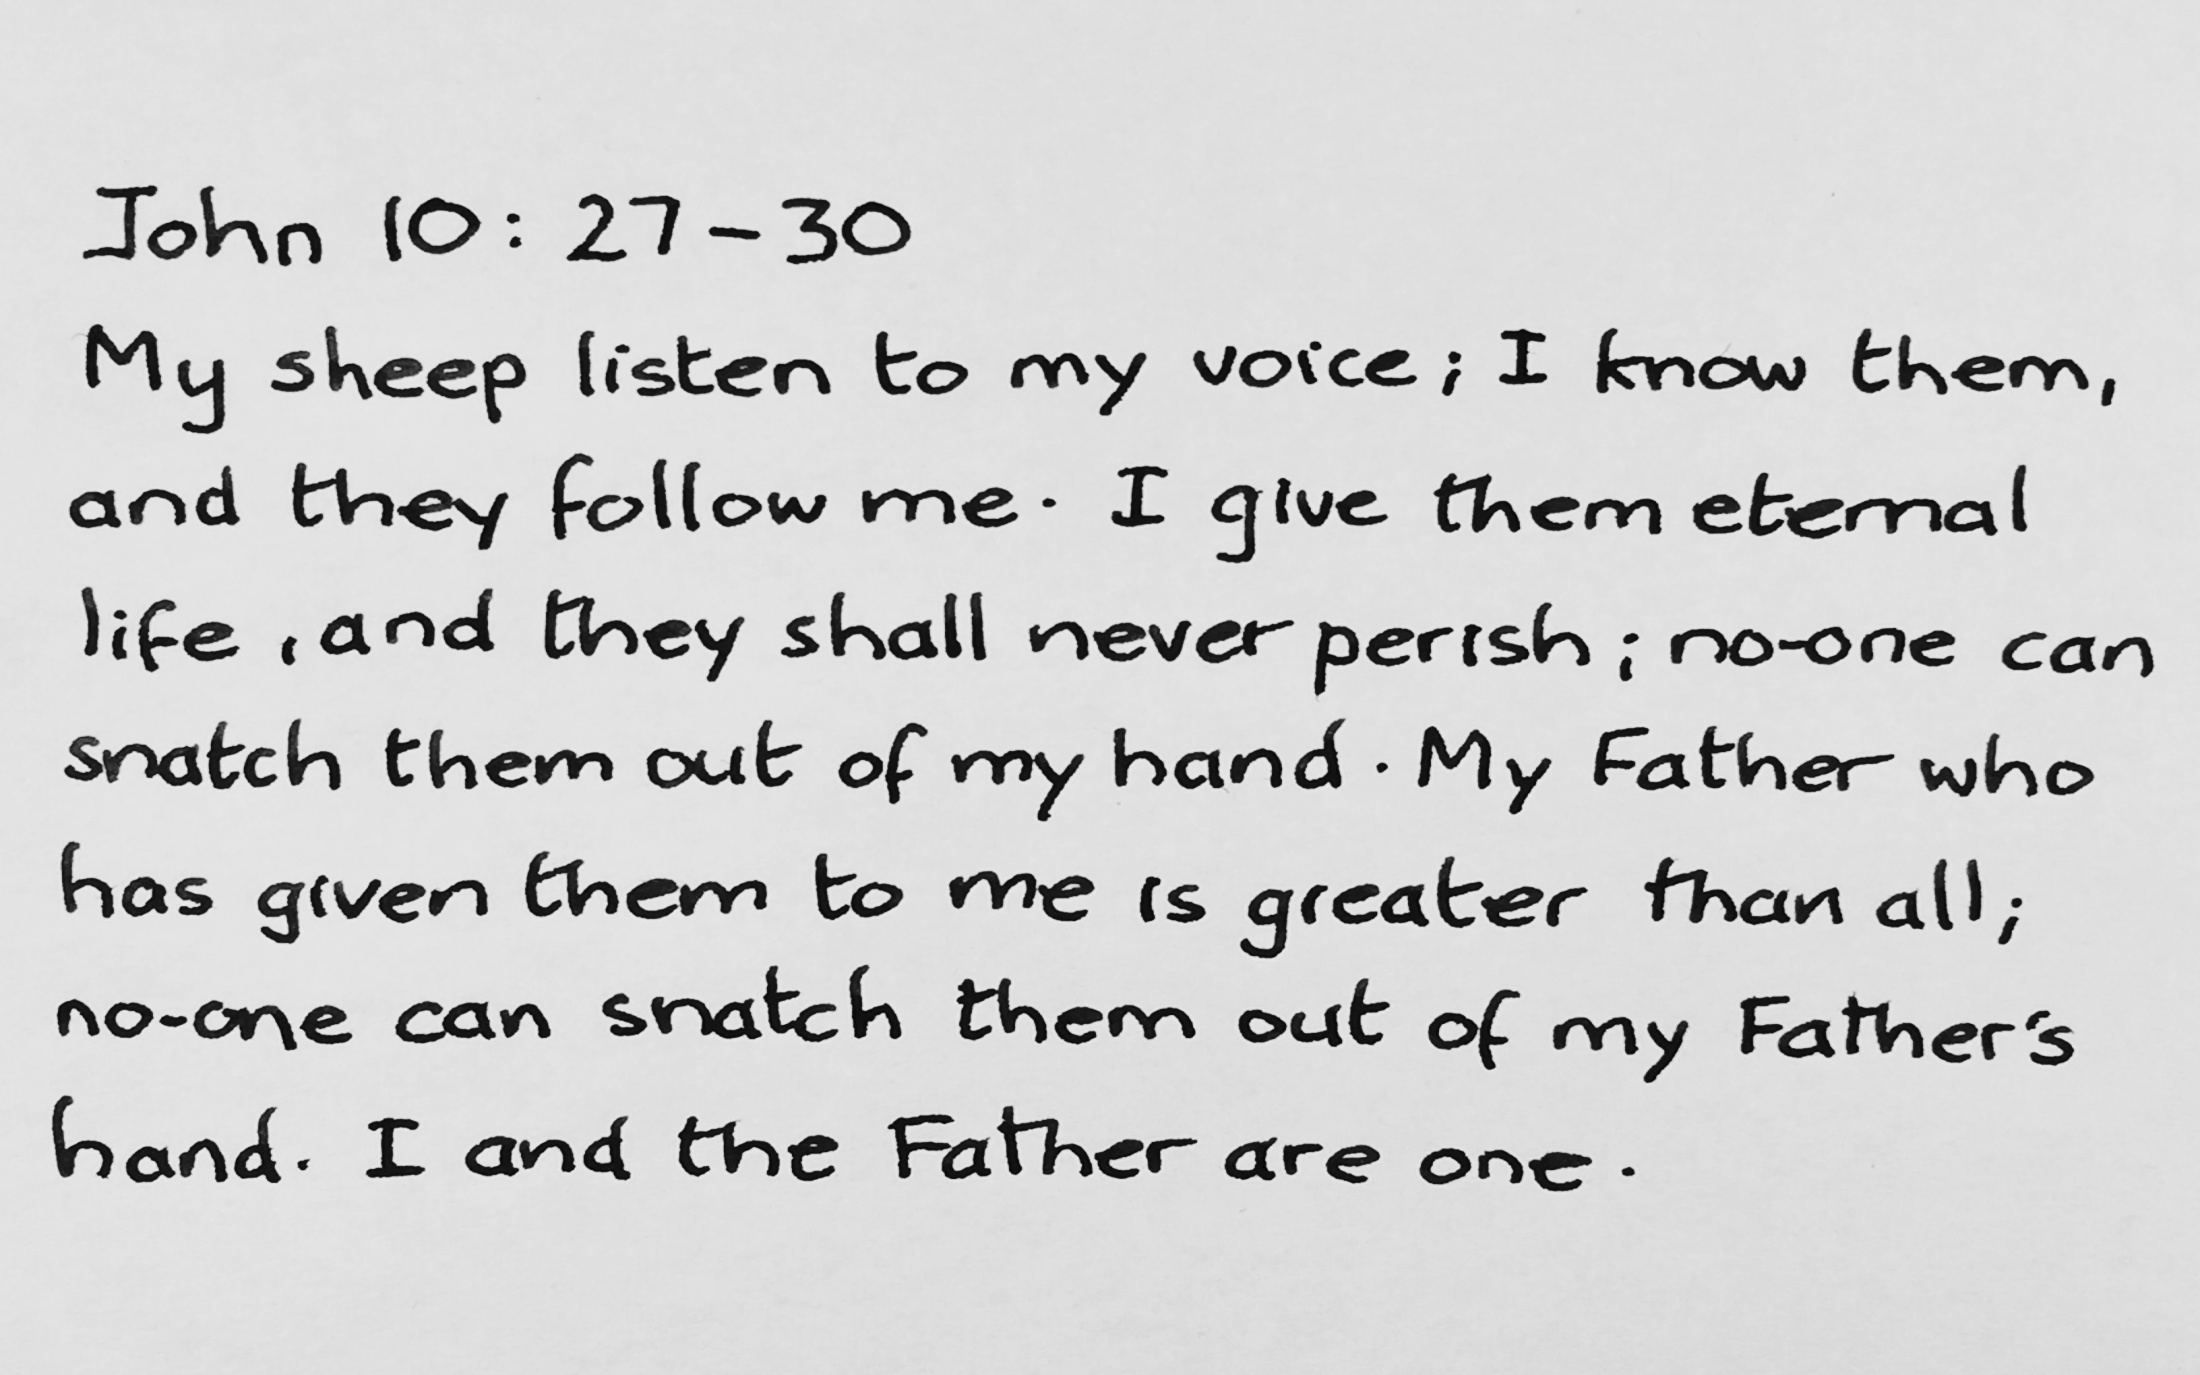 John 10: 27-30
My sheep listen to my voice; I know them,
and they follow me. I give them eternal
life, and they shall never perish; no-one can
snatch them out of my hand. My Father who
has given them to me is greater than all;
no-one can snatch them out of my Father's
hand. I and the Father are one.